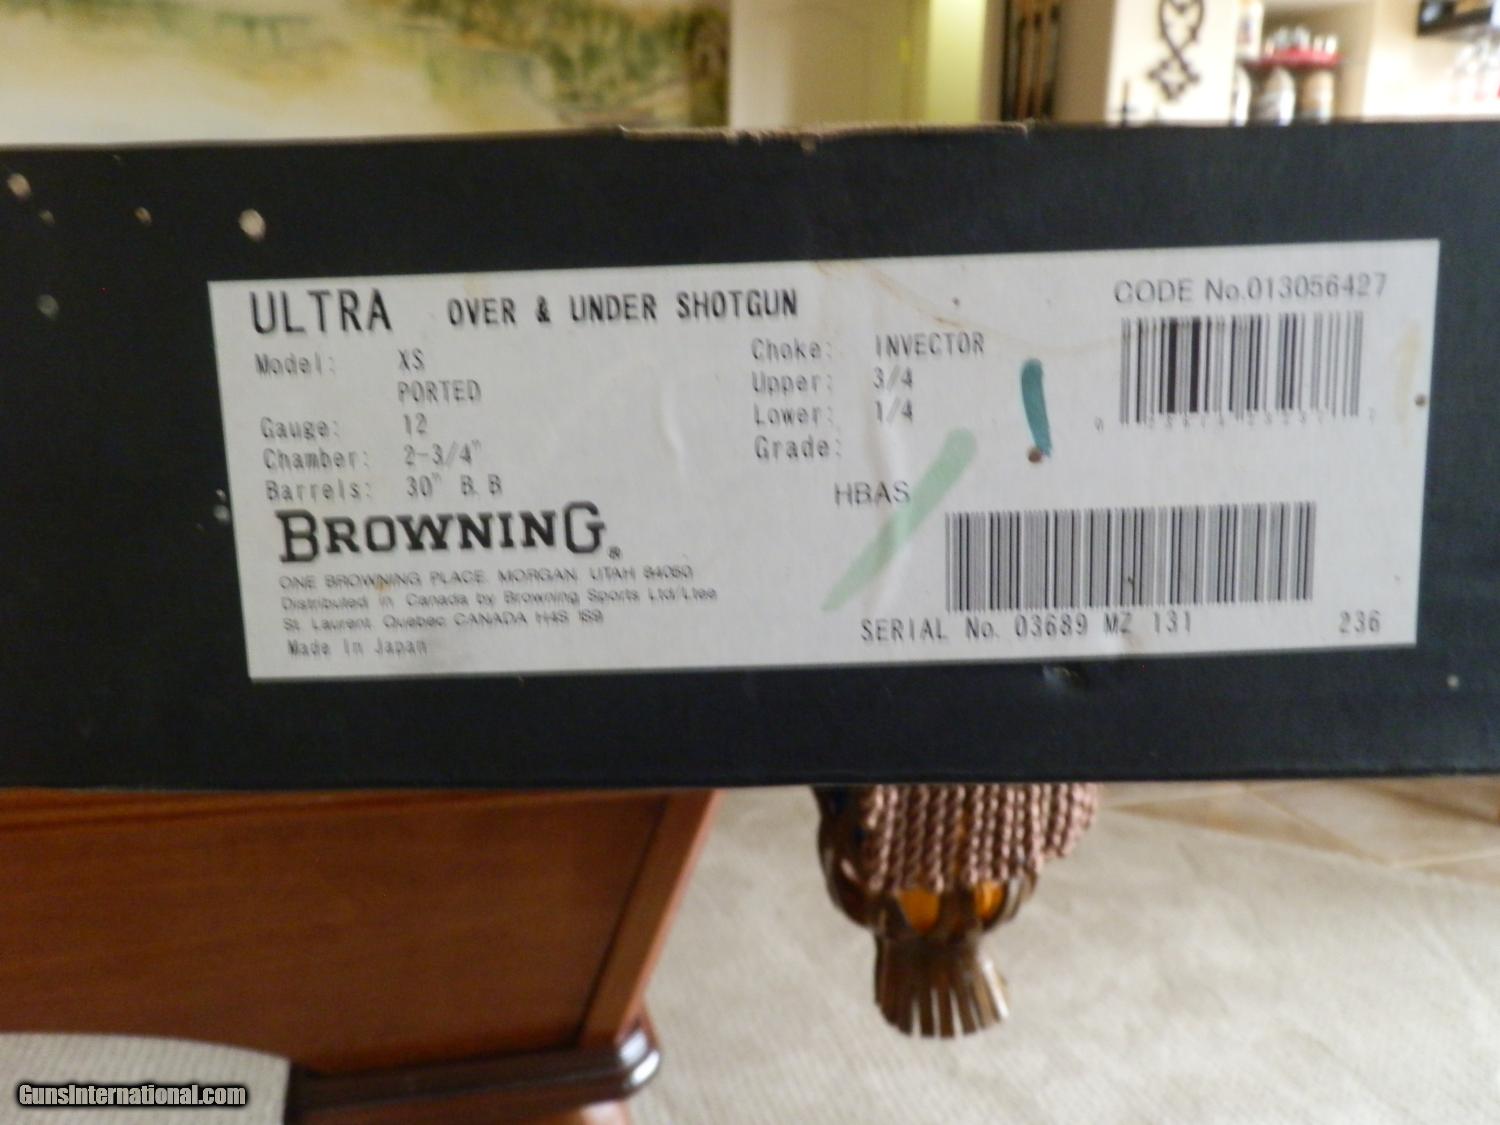 ULTRA OVER & UNDER SHOTGUN
Model: XS
PORTED
Gauge: 12
Chamber: 2-3/4"
Barrels: 30" B.B
Choke: INVECTOR
Upper: 3/4
Lower: 1/4
Grade:
HBAS
CODE No.013056427
BROWNING®
ONE BROWNING PLACE, MORGAN, UTAH 84050
Distributed in Canada by Browning Sports Ltd/Ltee
St. Laurent, Quebec CANADA H4S 1S9
Made In Japan
SERIAL No. 03689 MZ 131
236
GunsInternational.com